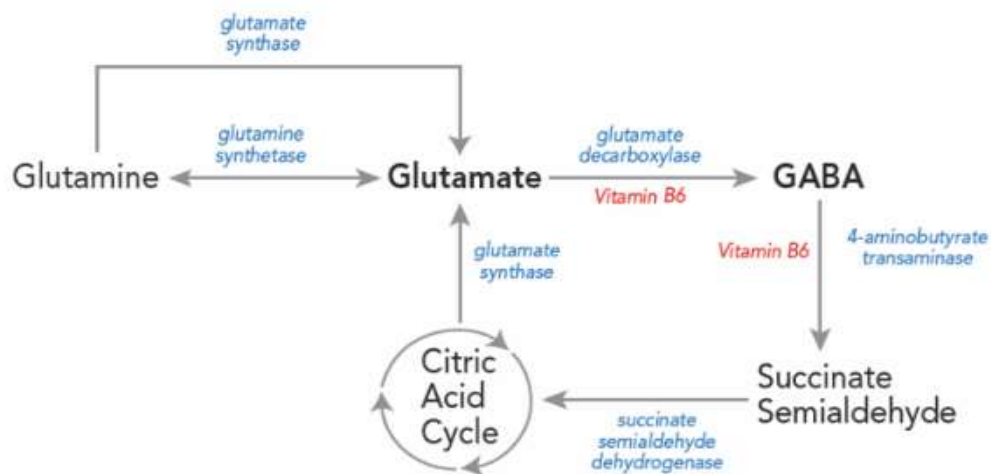 glutamate
synthase
glutamine
synthetase
Glutamine
Glutamate
glutamate
decarboxylase
Vitamin B6
GABA
glutamate
synthase
Vitamin B6
4-aminobutyrate
transaminase
Citric
Acid
Cycle
Succinate
Semialdehyde
succinate
semialdehyde
dehydrogenase